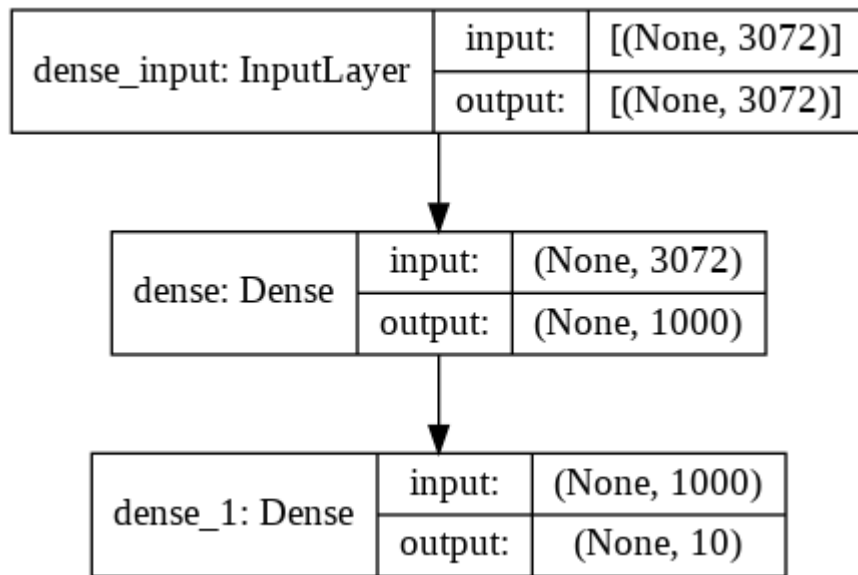 dense_input: InputLayer
input: [(None, 3072)]
output: [(None, 3072)]
dense: Dense
input: (None, 3072)
output: (None, 1000)
dense_1: Dense
input: (None, 1000)
output: (None, 10)